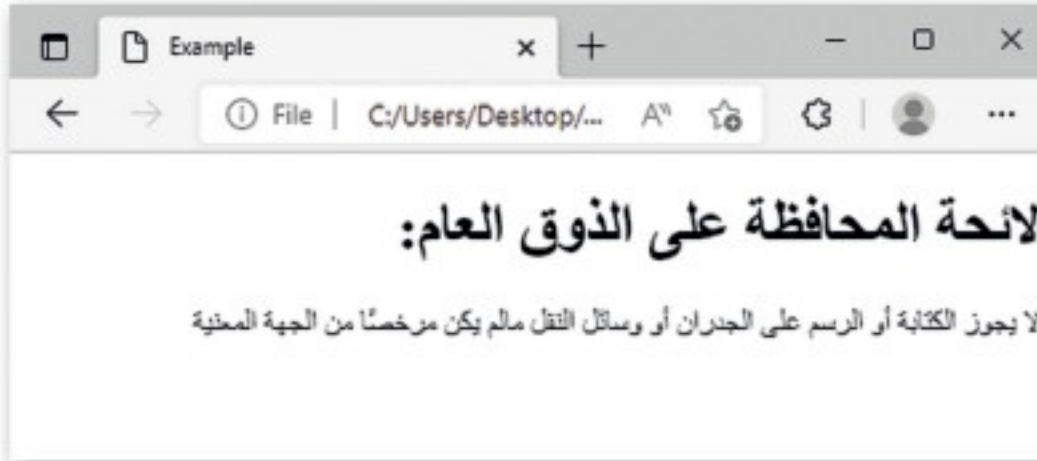 Example
File | C:/Users/Desktop/...
لائحة المحافظة على الذوق العام:
لا يجوز الكتابة أو الرسم على الجدران أو وسائل النقل مالم يكن مرخصًا من الجهة المعنية